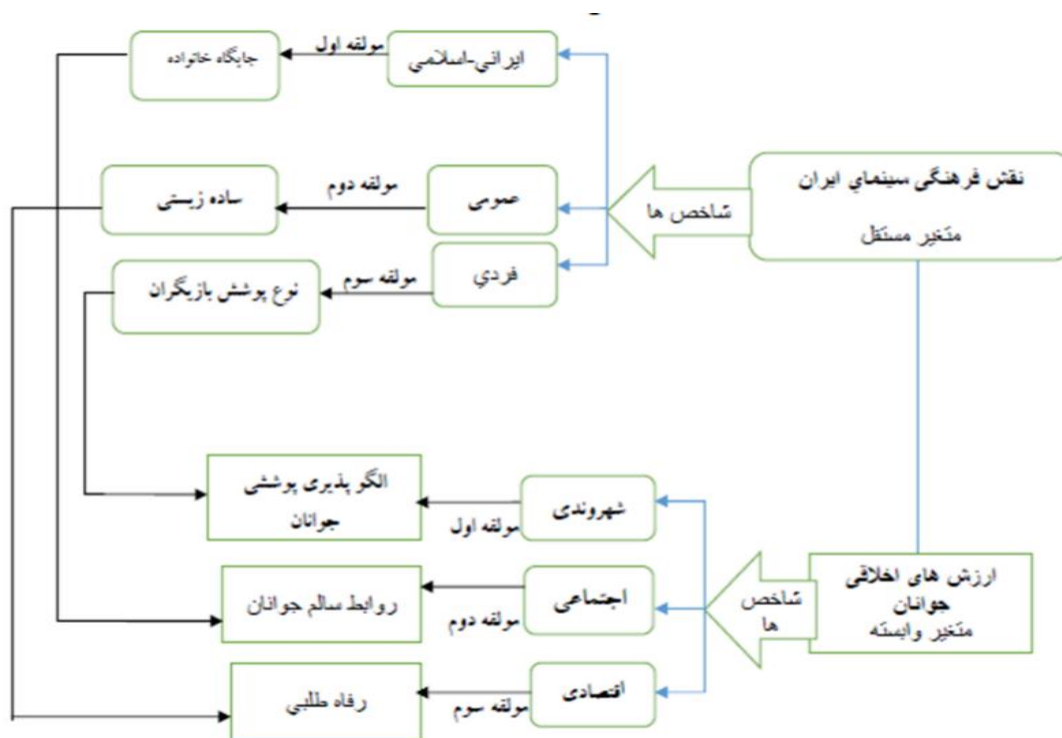 نقش فرهنگی سینمای ایران
متغیر مستقل
شاخص ها
ایرانی-اسلامی
مولفه اول
جایگاه خانواده
عمومی
مولفه دوم
ساده زیستی
فردي
مولفه سوم
نوع پوشش بازیگران
ارزش های اخلاقی
جوانان
متغیر وابسته
شاخص
ها
شهروندی
مولفه اول
الگو پذیری پوششی
جوانان
اجتماعی
مولفه دوم
روابط سالم جوانان
اقتصادی
مولفه سوم
رفاه طلبي